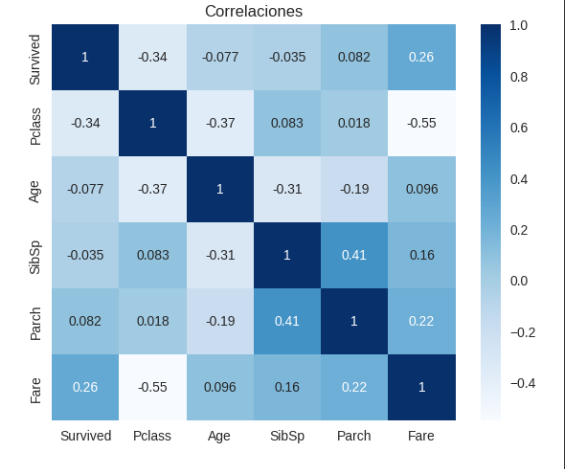 Correlaciones
Survived 1 -0.34 -0.077 -0.035 0.082 0.26
Pclass -0.34 1 -0.37 0.083 0.018 -0.55
Age -0.077 -0.37 1 -0.31 -0.19 0.096
SibSp -0.035 0.083 -0.31 1 0.41 0.16
Parch 0.082 0.018 -0.19 0.41 1 0.22
Fare 0.26 -0.55 0.096 0.16 0.22 1
Survived Pclass Age SibSp Parch Fare
1.0
0.8
0.6
0.4
0.2
0.0
−0.2
−0.4